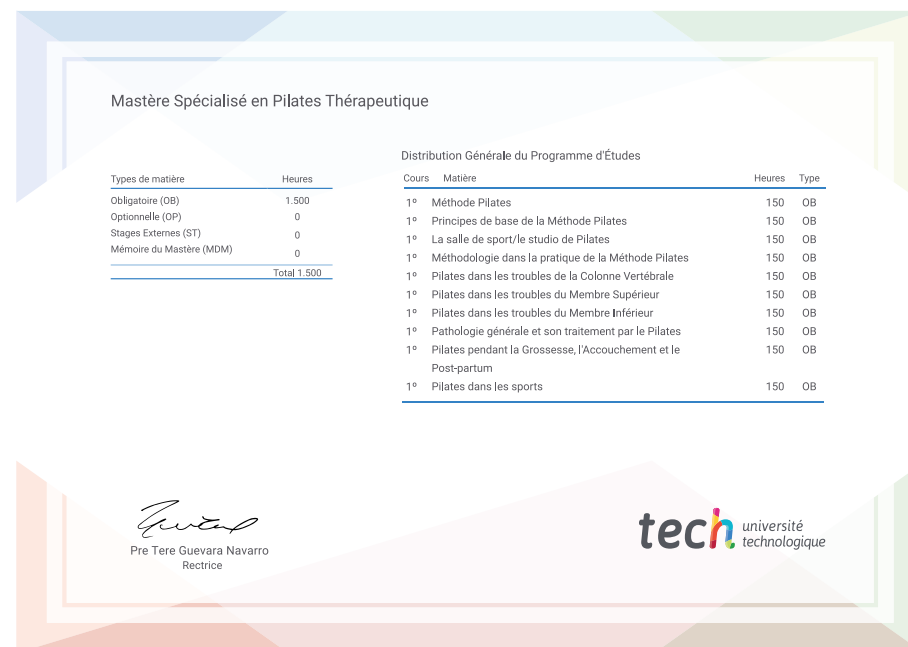 Mastère Spécialisé en Pilates Thérapeutique
Types de matière Heures
Obligatoire (OB) 1.500
Optionnelle (OP) 0
Stages Externes (ST) 0
Mémoire du Mastère (MDM) 0
Total 1.500
Distribution Générale du Programme d'Études
Cours Matière Heures Type
1º Méthode Pilates 150 OB
1º Principes de base de la Méthode Pilates 150 OB
1º La salle de sport/le studio de Pilates 150 OB
1º Méthodologie dans la pratique de la Méthode Pilates 150 OB
1º Pilates dans les troubles de la Colonne Vertébrale 150 OB
1º Pilates dans les troubles du Membre Supérieur 150 OB
1º Pilates dans les troubles du Membre Inférieur 150 OB
1º Pathologie générale et son traitement par le Pilates 150 OB
1º Pilates pendant la Grossesse, l'Accouchement et le 150 OB
Post-partum
1º Pilates dans les sports 150 OB
Pre Tere Guevara Navarro
Rectrice
tech université
technologique